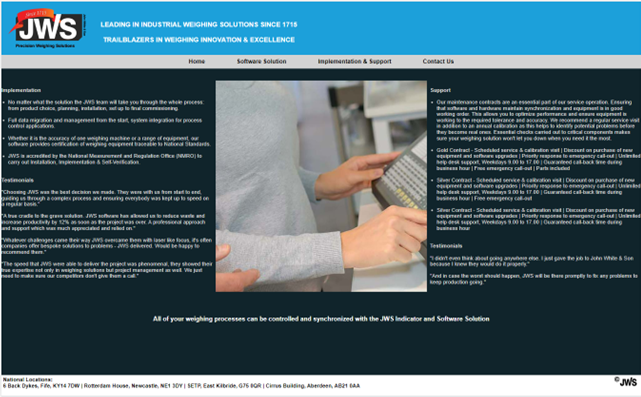 JWS
Precision Weighing Solutions
LEADING IN INDUSTRIAL WEIGHING SOLUTIONS SINCE 1715
TRAILBLAZERS IN WEIGHING INNOVATION & EXCELLENCE
Home
Software Solution
Implementation & Support
Contact Us
Implementation
No matter what the solution the JWS team will take you through the whole process:
from product choice, planning, installation, set up to final commissioning.
Full data migration and management from the start, system integration for process
control applications.
Whether it is the accuracy of one weighing machine or a range of equipment, our
software provides certification of weighing equipment traceable to National Standards.
JWS is accredited by the National Measurement and Regulation Office (NMRO) to
carry out Installation, Implementation & Self-Verification.
Testimonials
"Choosing JWS was the best decision we made. They were with us from start to end,
guiding us through a complex process and ensuring everybody was kept up to speed on
a regular basis."
"A true cradle to the grave solution. JWS software has allowed us to reduce waste and
increase productivity by 12% as soon as the project was over. A professional approach
and support which was much appreciated and relied on."
"Whatever challenges came their way JWS overcame them with laser like focus, it's often
companies offer bespoke solutions to problems - JWS delivered. Would be happy to
recommend them."
"The speed that JWS were able to deliver the project was phenomenal, they showed their
true expertise not only in weighing solutions but project management as well. We just
need to make sure our competitors don't give them a call."
Support
Our maintenance contracts are an essential part of our service operation. Ensuring
that software and hardware maintain synchronization and equipment is in good
working order. This allows you to optimize performance and ensure equipment is
working to the required tolerance and accuracy. We recommend a regular service visit
in addition to an annual calibration as this helps to identify potential problems before
they become real ones. Essential checks carried out to critical components makes
sure your weighing solution won't let you down when you need it the most.
Gold Contract - Scheduled service & calibration visit | Discount on purchase of new
equipment and software upgrades | Priority response to emergency call-out | Unlimited
help desk support, Weekdays 9.00 to 17.00 | Guaranteed call-back time during
business hour | Free emergency call-out | Parts included
Silver Contract - Scheduled service & calibration visit | Discount on purchase of new
equipment and software upgrades | Priority response to emergency call-out | Unlimited
help desk support, Weekdays 9.00 to 17.00 | Guaranteed call-back time during
business hour | Free emergency call-out
Silver Contract - Scheduled service & calibration visit | Discount on purchase of new
equipment and software upgrades | Priority response to emergency call-out | Unlimited
help desk support, Weekdays 9.00 to 17.00 | Guaranteed call-out time during
business hour
Testimonials
"I didn't even think about going anywhere else. I just gave the job to John White & Son
because I knew they would do it properly."
"And in case the worst should happen, JWS will be there promptly to fix any problems to
keep production going."
All of your weighing processes can be controlled and synchronized with the JWS Indicator and Software Solution
National Locations:
6 Back Dykes, Fife, KY14 7DW | Rotterdam House, Newcastle, NE1 3DY | SETP, East Kilbride, G75 0QR | Cirrus Building, Aberdeen, AB21 0AA
© JWS